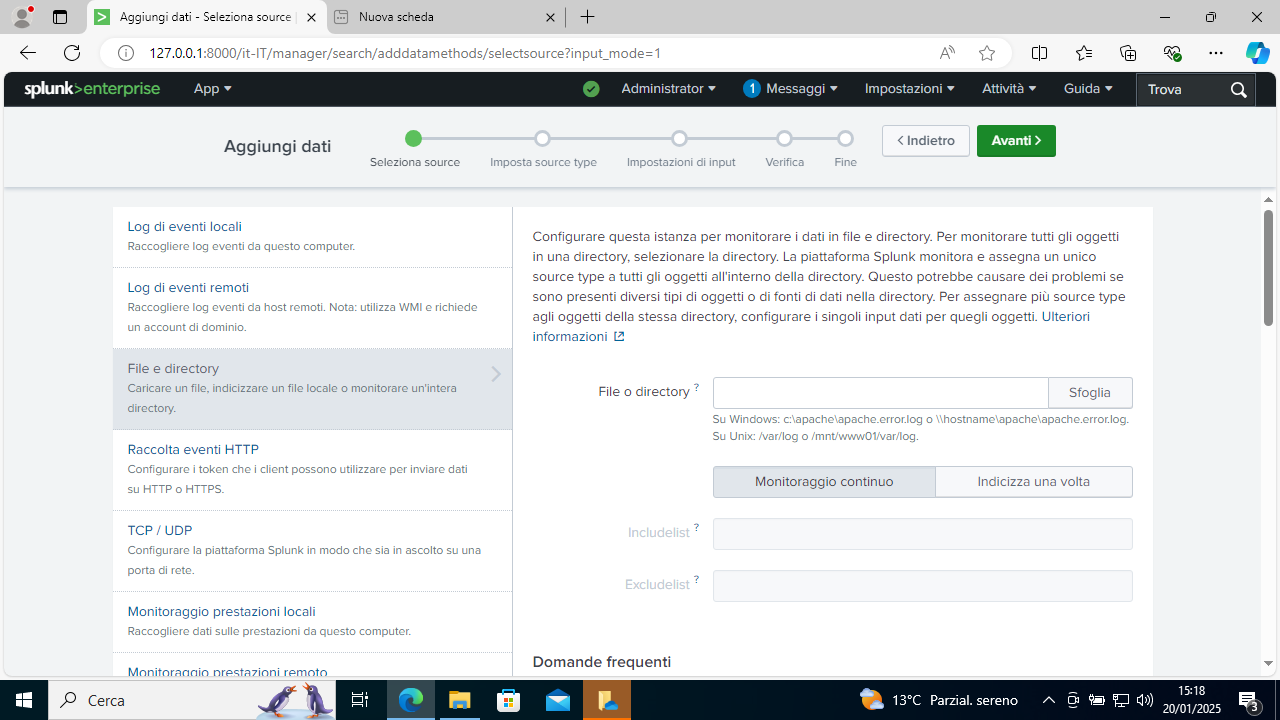 Aggiungi dati - Seleziona source |
Nuova scheda
127.0.0.1:8000/it-IT/manager/search/adddatamethods/selectsource?input_mode=1
splunk>enterprise App Administrator 1 Messaggi Impostazioni Attività Guida Trova
Aggiungi dati
Seleziona source Imposta source type Impostazioni di input Verifica Fine
< Indietro Avanti >
Log di eventi locali
Raccogliere log eventi da questo computer.
Log di eventi remoti
Raccogliere log eventi da host remoti. Nota: utilizza WMI e richiede
un account di dominio.
File e directory
Caricare un file, indicizzare un file locale o monitorare un'intera
directory.
Raccolta eventi HTTP
Configurare i token che i client possono utilizzare per inviare dati
su HTTP o HTTPS.
TCP / UDP
Configurare la piattaforma Splunk in modo che sia in ascolto su una
porta di rete.
Monitoraggio prestazioni locali
Raccogliere dati sulle prestazioni da questo computer.
Monitoraggio prestazioni remoto
Configurare questa istanza per monitorare i dati in file e directory. Per monitorare tutti gli oggetti
in una directory, selezionare la directory. La piattaforma Splunk monitora e assegna un unico
source type a tutti gli oggetti all'interno della directory. Questo potrebbe causare dei problemi se
sono presenti diversi tipi di oggetti o di fonti di dati nella directory. Per assegnare più source type
agli oggetti della stessa directory, configurare i singoli input dati per quegli oggetti. Ulteriori
informazioni
File o directory ? Sfoglia
Su Windows: c:\apache\apache.error.log o \\hostname\apache\apache.error.log.
Su Unix: /var/log o /mnt/www01/var/log.
Monitoraggio continuo Indicizza una volta
Includelist ?
Excludelist ?
Domande frequenti
Cerca
13°C Parzial. sereno
15:18
20/01/2025
3